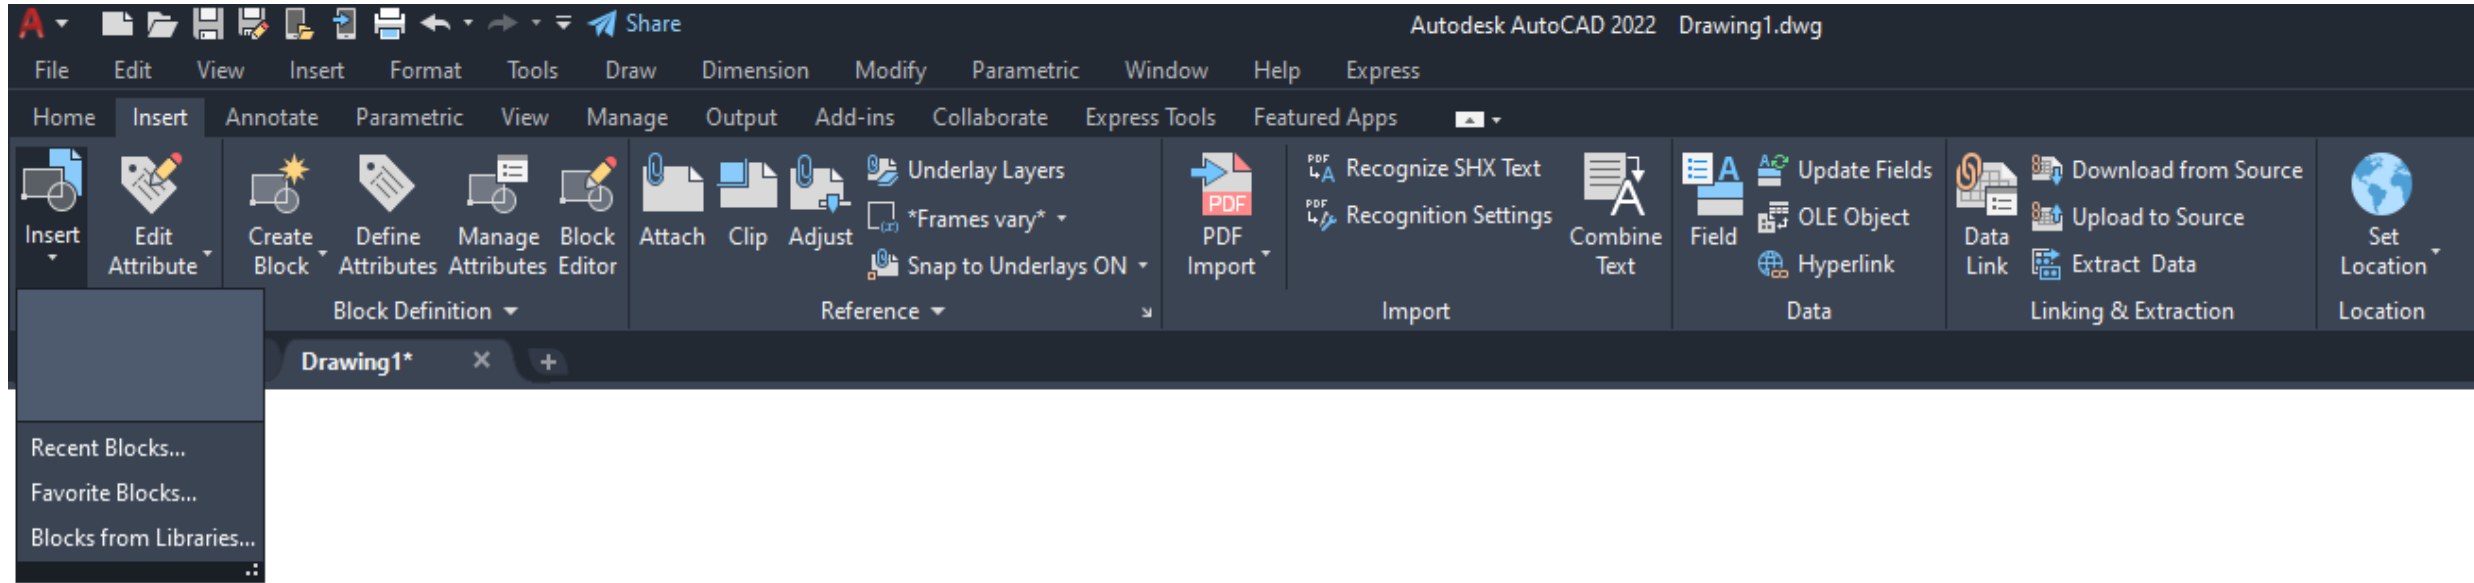 Share Autodesk AutoCAD 2022 Drawing1.dwg
File Edit View Insert Format Tools Draw Dimension Modify Parametric Window Help Express
Home Insert Annotate Parametric View Manage Output Add-ins Collaborate Express Tools Featured Apps
Insert
Edit
Attribute
Create
Block
Define
Attributes
Manage
Attributes
Block
Editor
Block Definition
Attach
Clip
Adjust
Underlay Layers
*Frames vary*
Snap to Underlays ON
Reference
PDF
PDF
Import
PDF
A
Recognize SHX Text
PDF
Recognition Settings
A
Combine
Text
Import
A
Field
Update Fields
OLE Object
Hyperlink
Data
Data
Link
Download from Source
Upload to Source
Extract Data
Linking & Extraction
Set
Location
Location
Drawing1*
Recent Blocks...
Favorite Blocks...
Blocks from Libraries...